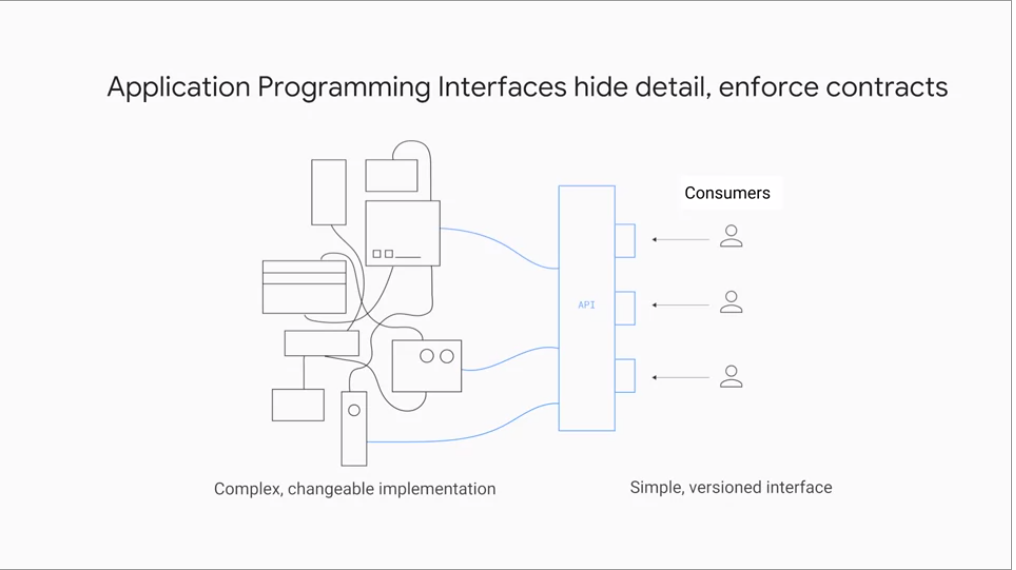 Application Programming Interfaces hide detail, enforce contracts
Consumers
API
Complex, changeable implementation
Simple, versioned interface